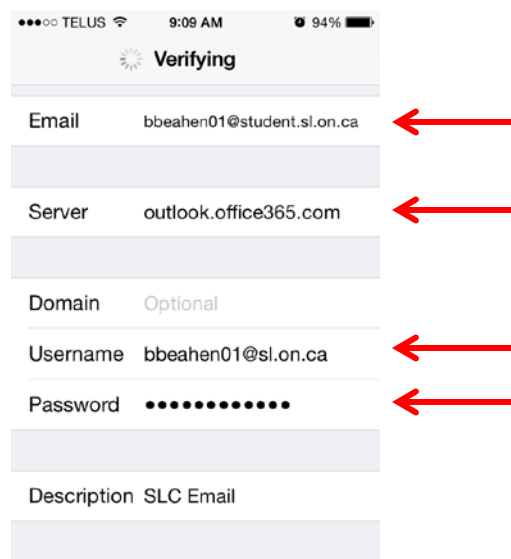 TELUS 9:09 AM 94%
Verifying
Email bbeahen01@student.sl.on.ca
Server outlook.office365.com
Domain Optional
Username bbeahen01@sl.on.ca
Password ●●●●●●●●●●●●
Description SLC Email